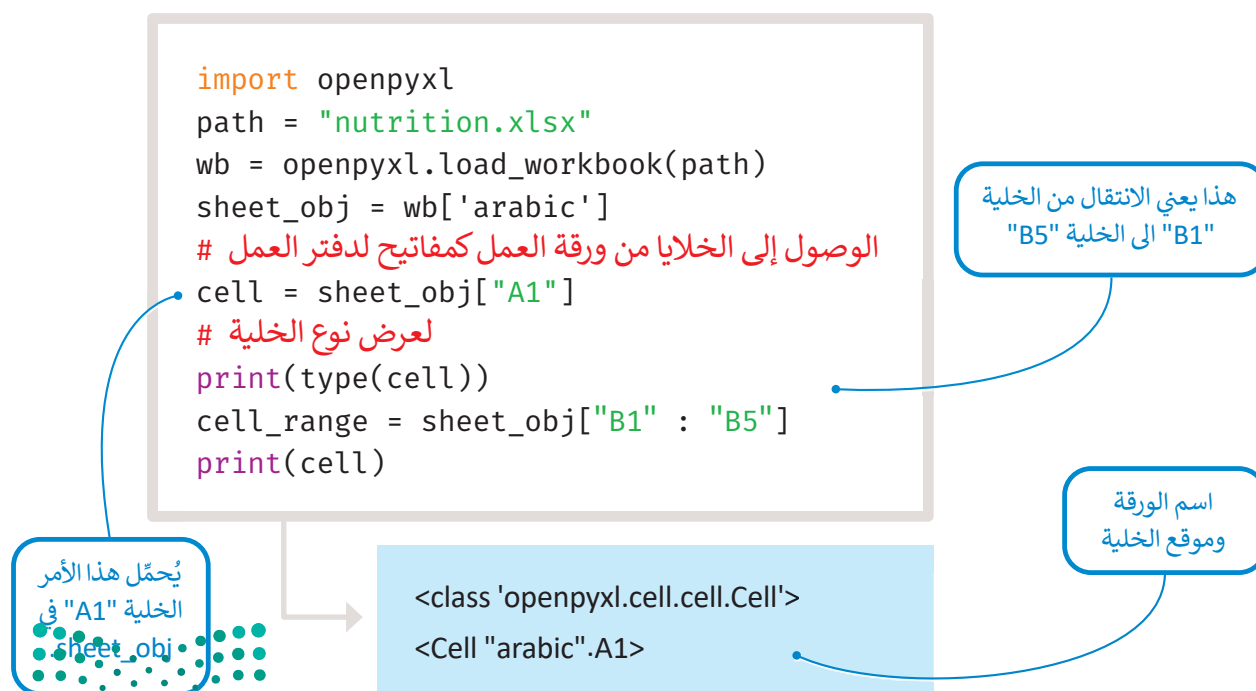 import openpyxl
path = "nutrition.xlsx"
wb = openpyxl.load_workbook(path)
sheet_obj = wb['arabic']
# الوصول إلى الخلايا من ورقة العمل كمفاتيح لدفتر العمل
cell = sheet_obj["A1"]
# لعرض نوع الخلية
print(type(cell))
cell_range = sheet_obj["B1" : "B5"]
print(cell)
هذا يعني الانتقال من الخلية
"B1" الى الخلية "B5"
اسم الورقة
وموقع الخلية
يُحمِّل هذا الأمر
الخلية "A1" في
sheet_obj.
<class 'openpyxl.cell.cell.Cell'>
<Cell "arabic".A1>